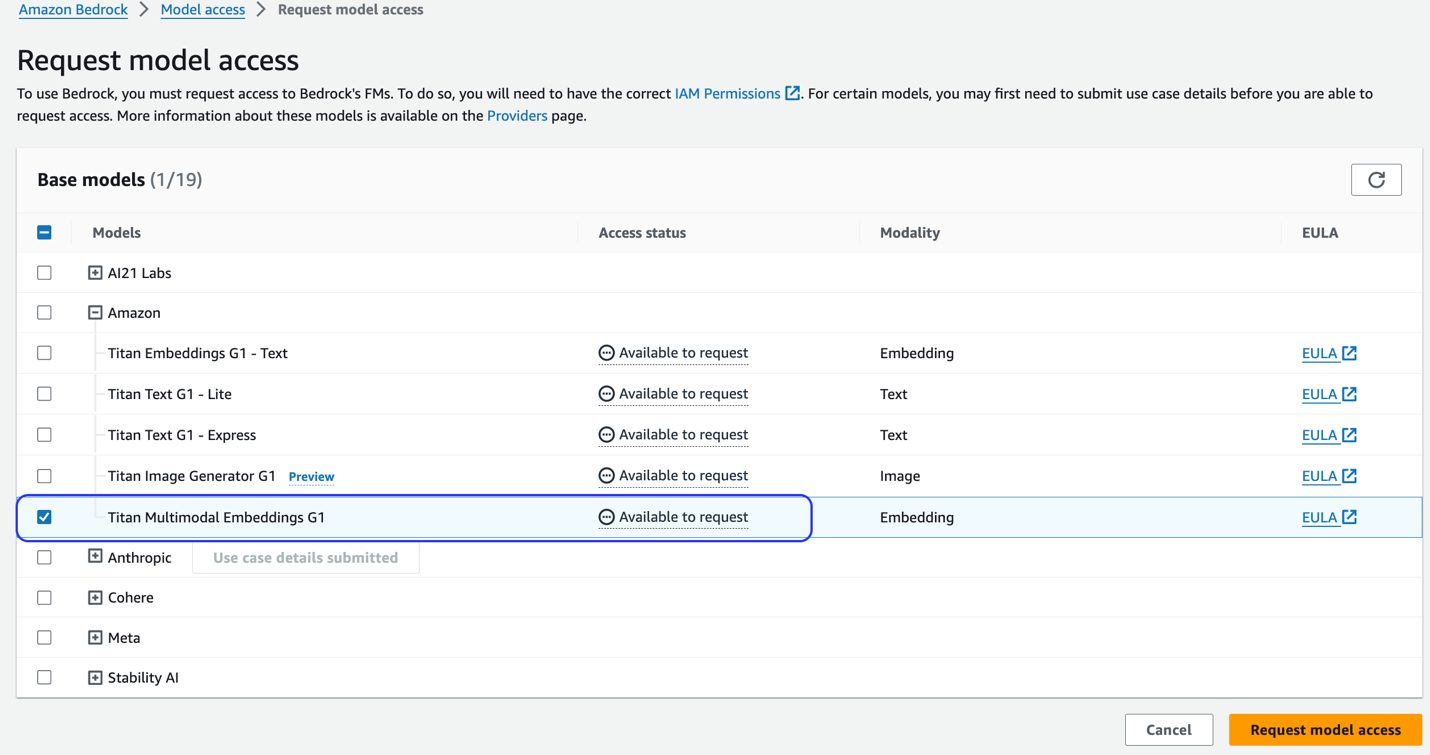 Amazon Bedrock > Model access > Request model access
Request model access
To use Bedrock, you must request access to Bedrock's FMs. To do so, you will need to have the correct IAM Permissions. For certain models, you may first need to submit use case details before you are able to
request access. More information about these models is available on the Providers page.
Base models (1/19)
Models Access status Modality EULA
AI21 Labs
Amazon
Titan Embeddings G1 - Text Available to request Embedding EULA
Titan Text G1 - Lite Available to request Text EULA
Titan Text G1 - Express Available to request Text EULA
Titan Image Generator G1 Preview Available to request Image EULA
Titan Multimodal Embeddings G1 Available to request Embedding EULA
Anthropic Use case details submitted
Cohere
Meta
Stability AI
Cancel Request model access